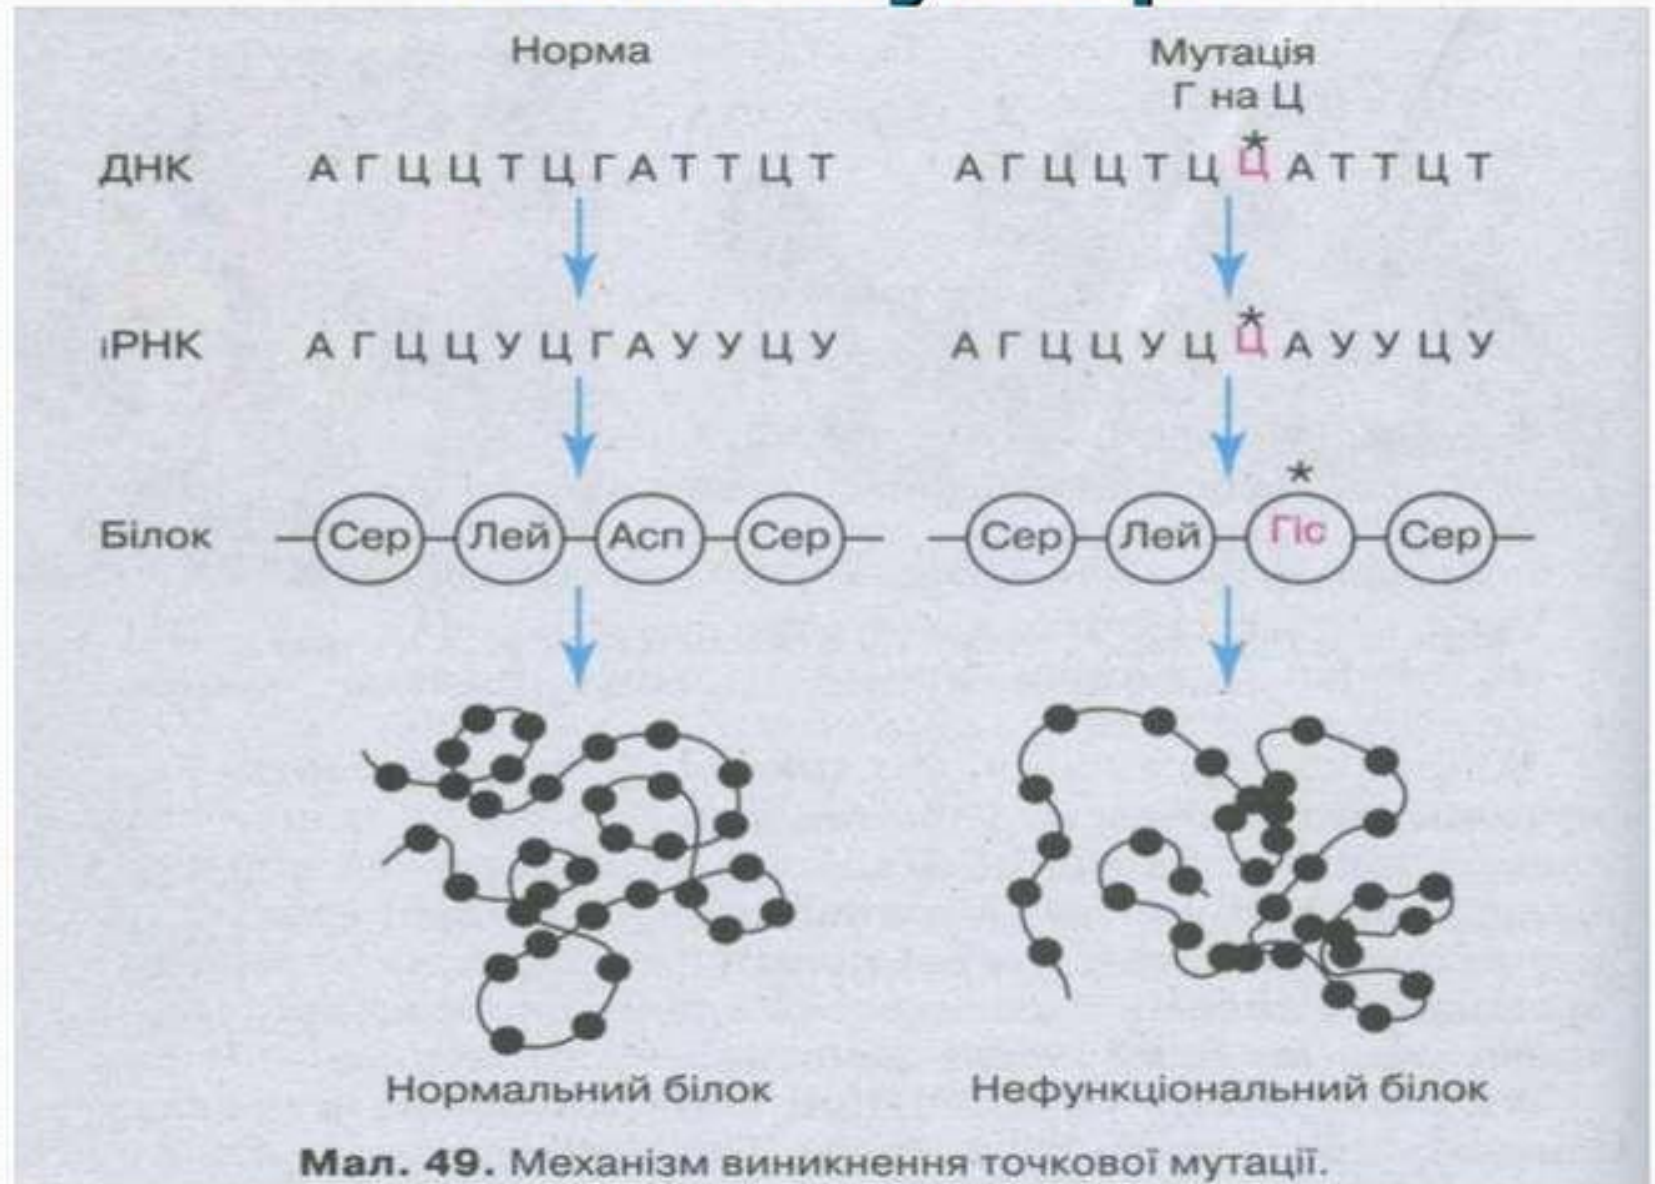 Норма
Мутація
Г на Ц
*
ДНК А Г Ц Ц Т Ц Г А Т Т Ц Т А Г Ц Ц Т Ц Ц А Т Т Ц Т
*
іРНК А Г Ц Ц У Ц Г А У У Ц У А Г Ц Ц У Ц Ц А У У Ц У
*
Білок Сер Лей Асп Сер Сер Лей Гіс Сер
Нормальний білок Нефункціональний білок
Мал. 49. Механізм виникнення точкової мутації.